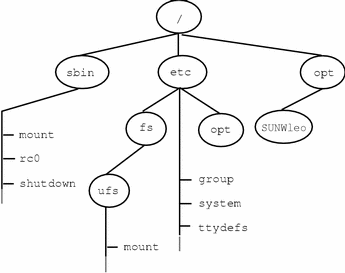 /
sbin
etc
opt
fs
opt
SUNWleo
mount
rc0
shutdown
ufs
group
system
ttydefs
mount